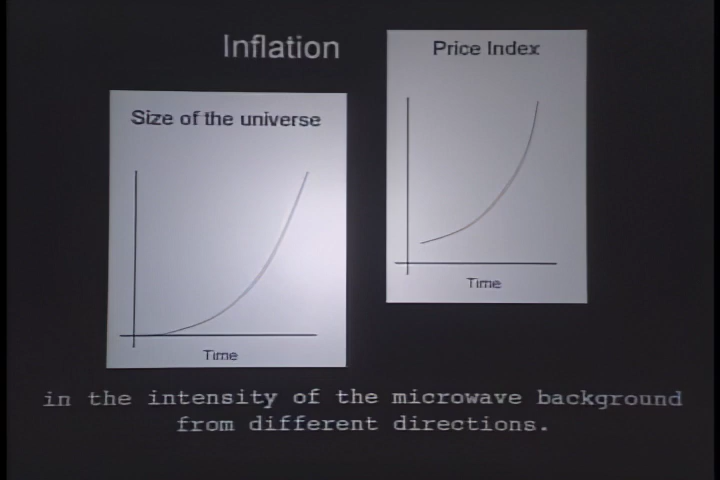 Inflation
Size of the universe
Time
Price Index
Time
in the intensity of the microwave background
from different directions.